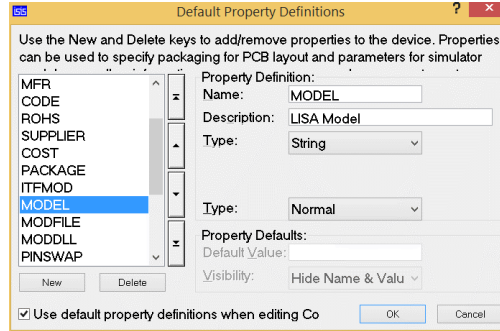 isis
Default Property Definitions
?
Use the New and Delete keys to add/remove properties to the device. Properties
can be used to specify packaging for PCB layout and parameters for simulator
MFR
CODE
ROHS
SUPPLIER
COST
PACKAGE
ITFMOD
MODEL
MODFILE
MODDLL
PINSWAP
New
Delete
Property Definition:
Name:
MODEL
Description:
LISA Model
Type:
String
Type:
Normal
Property Defaults:
Default Value:
Visibility:
Hide Name & Valu
Use default property definitions when editing Co
OK
Cancel